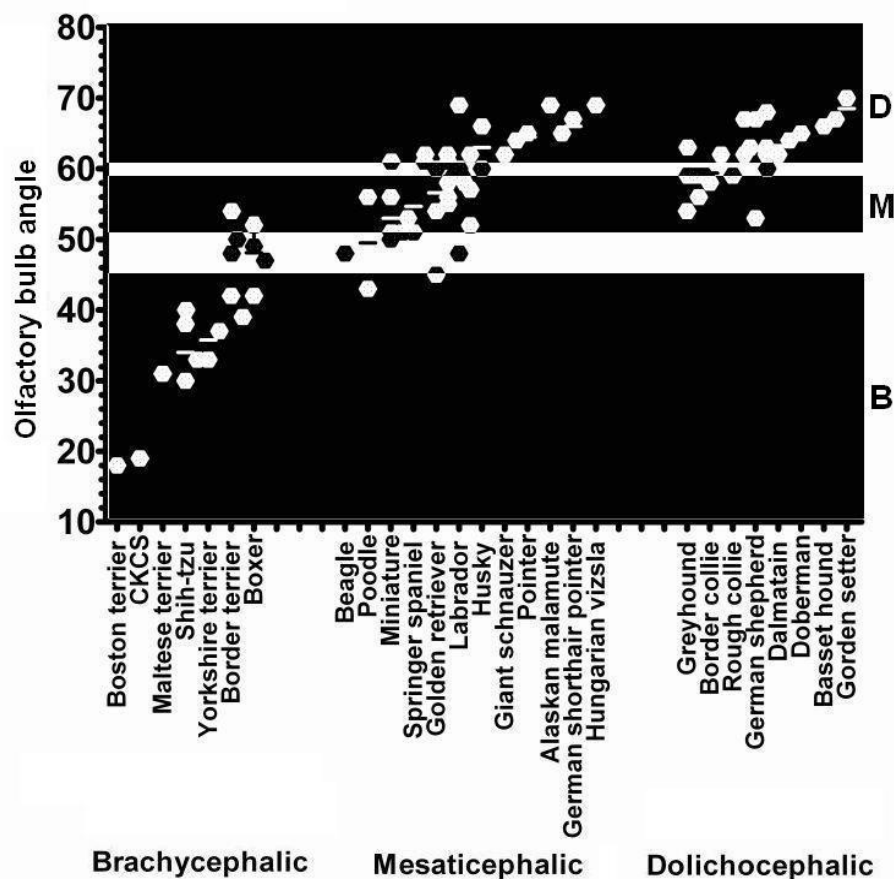 80
70
60
50
40
30
20
10
Olfactory bulb angle
D
M
B
Boston terrier
CKCS
Maltese terrier
Shih-tzu
Yorkshire terrier
Border terrier
Boxer
Beagle
Poodle
Miniature
Springer spaniel
Golden retriever
Labrador
Husky
Giant schnauzer
Pointer
Alaskan malamute
German shorthair pointer
Hungarian vizsla
Greyhound
Border collie
Rough collie
German shepherd
Dalmatain
Doberman
Basset hound
Gorden setter
Brachycephalic
Mesaticephalic
Dolichocephalic